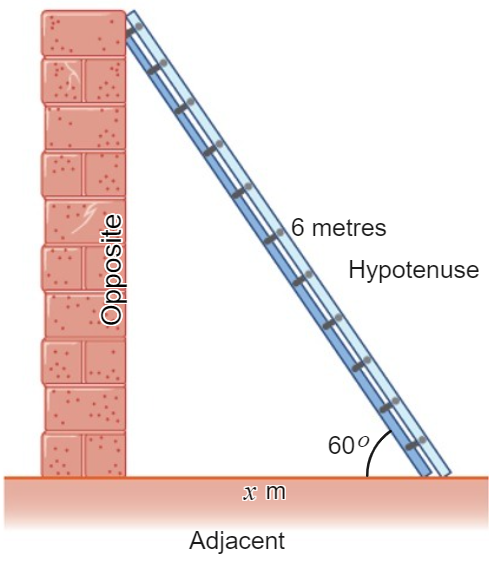 Opposite
6 metres
Hypotenuse
60°
x m
Adjacent